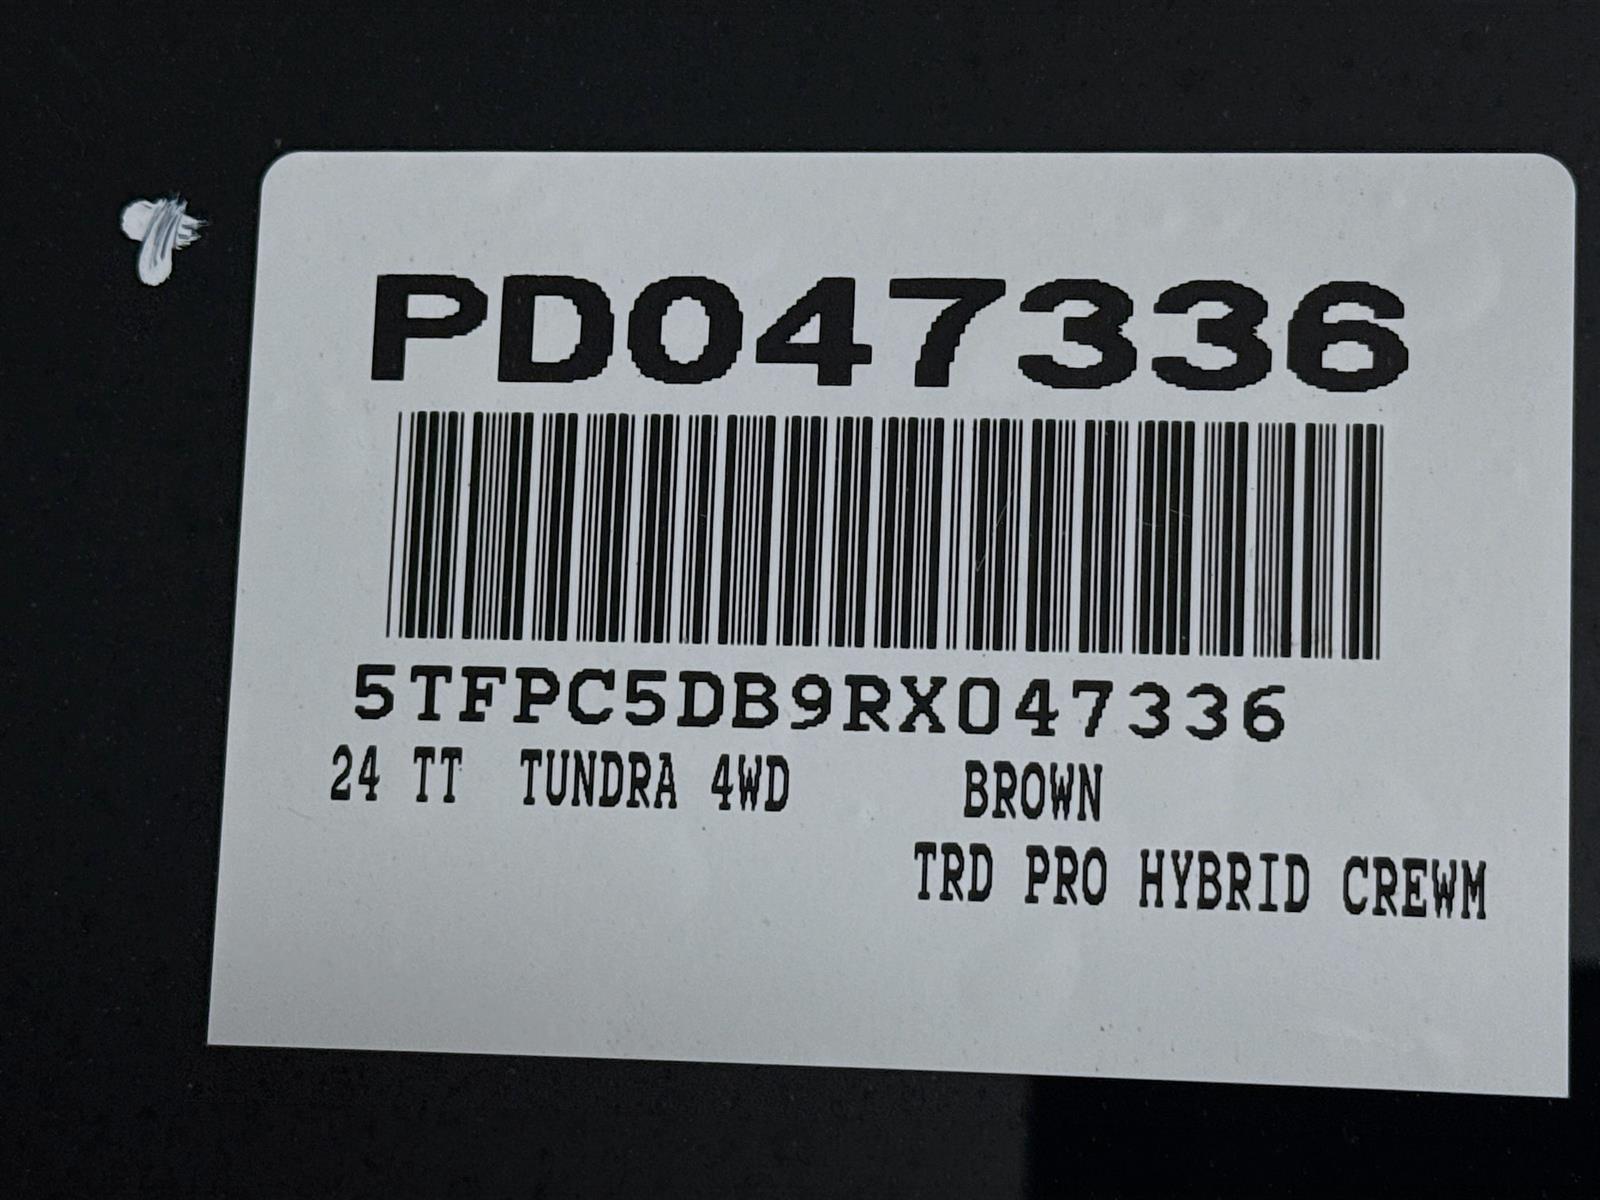 PD047336
5TFPC5DB9RX047336
24 TT TUNDRA 4WD BROWN
TRD PRO HYBRID CREWM